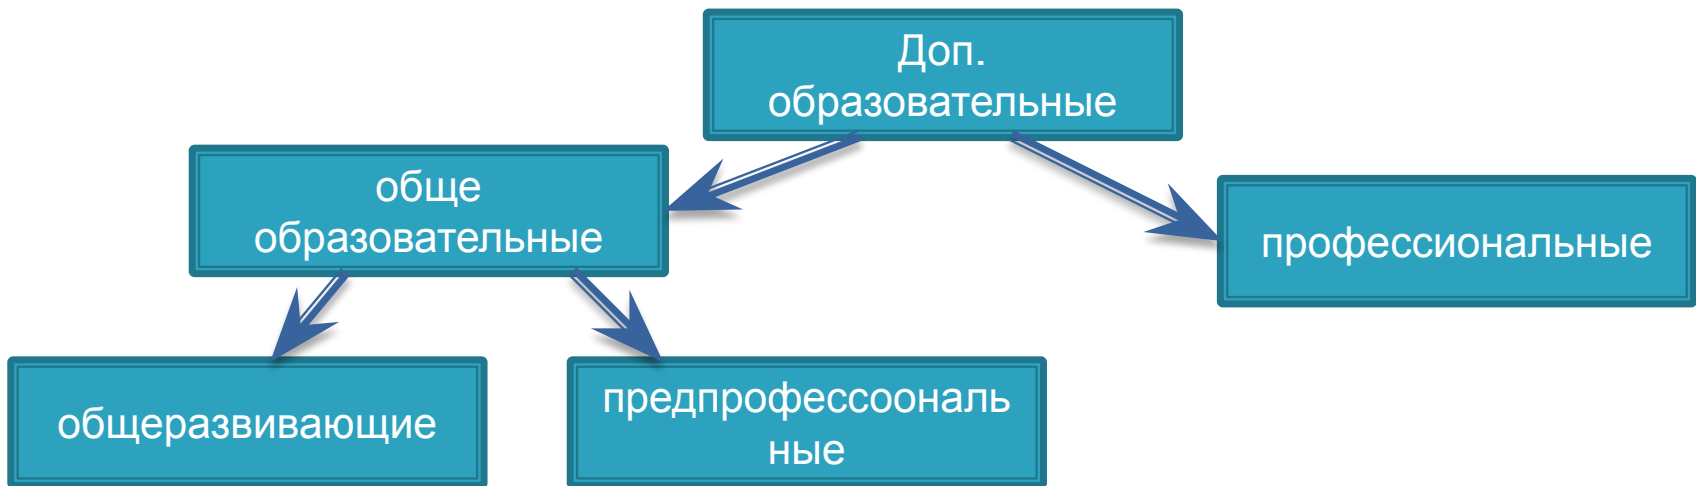 Доп.
образовательные
обще
образовательные
профессиональные
общеразвивающие
предпрофессоональ
ные